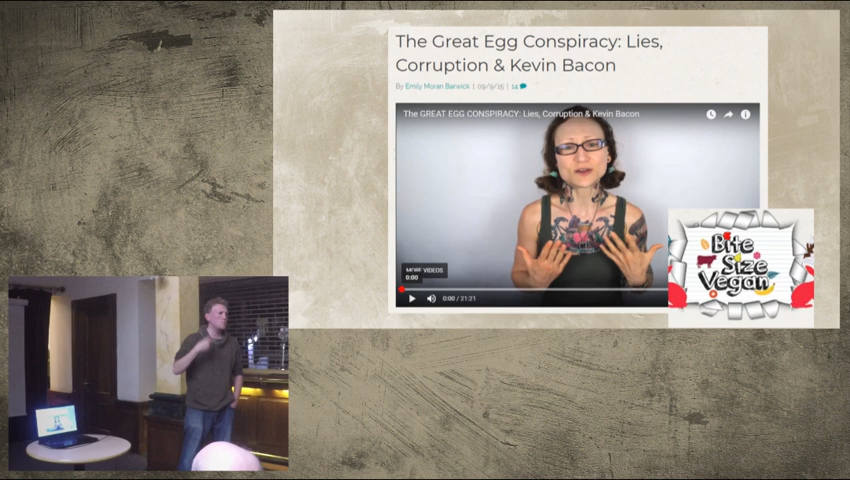 The Great Egg Conspiracy: Lies,
Corruption & Kevin Bacon
By Emily Moran Barwick | 09/9/15 | 14
The GREAT EGG CONSPIRACY: Lies, Corruption & Kevin Bacon
MORE VIDEOS
0:00
0:00 / 21:21
Bite
Size
Vegan